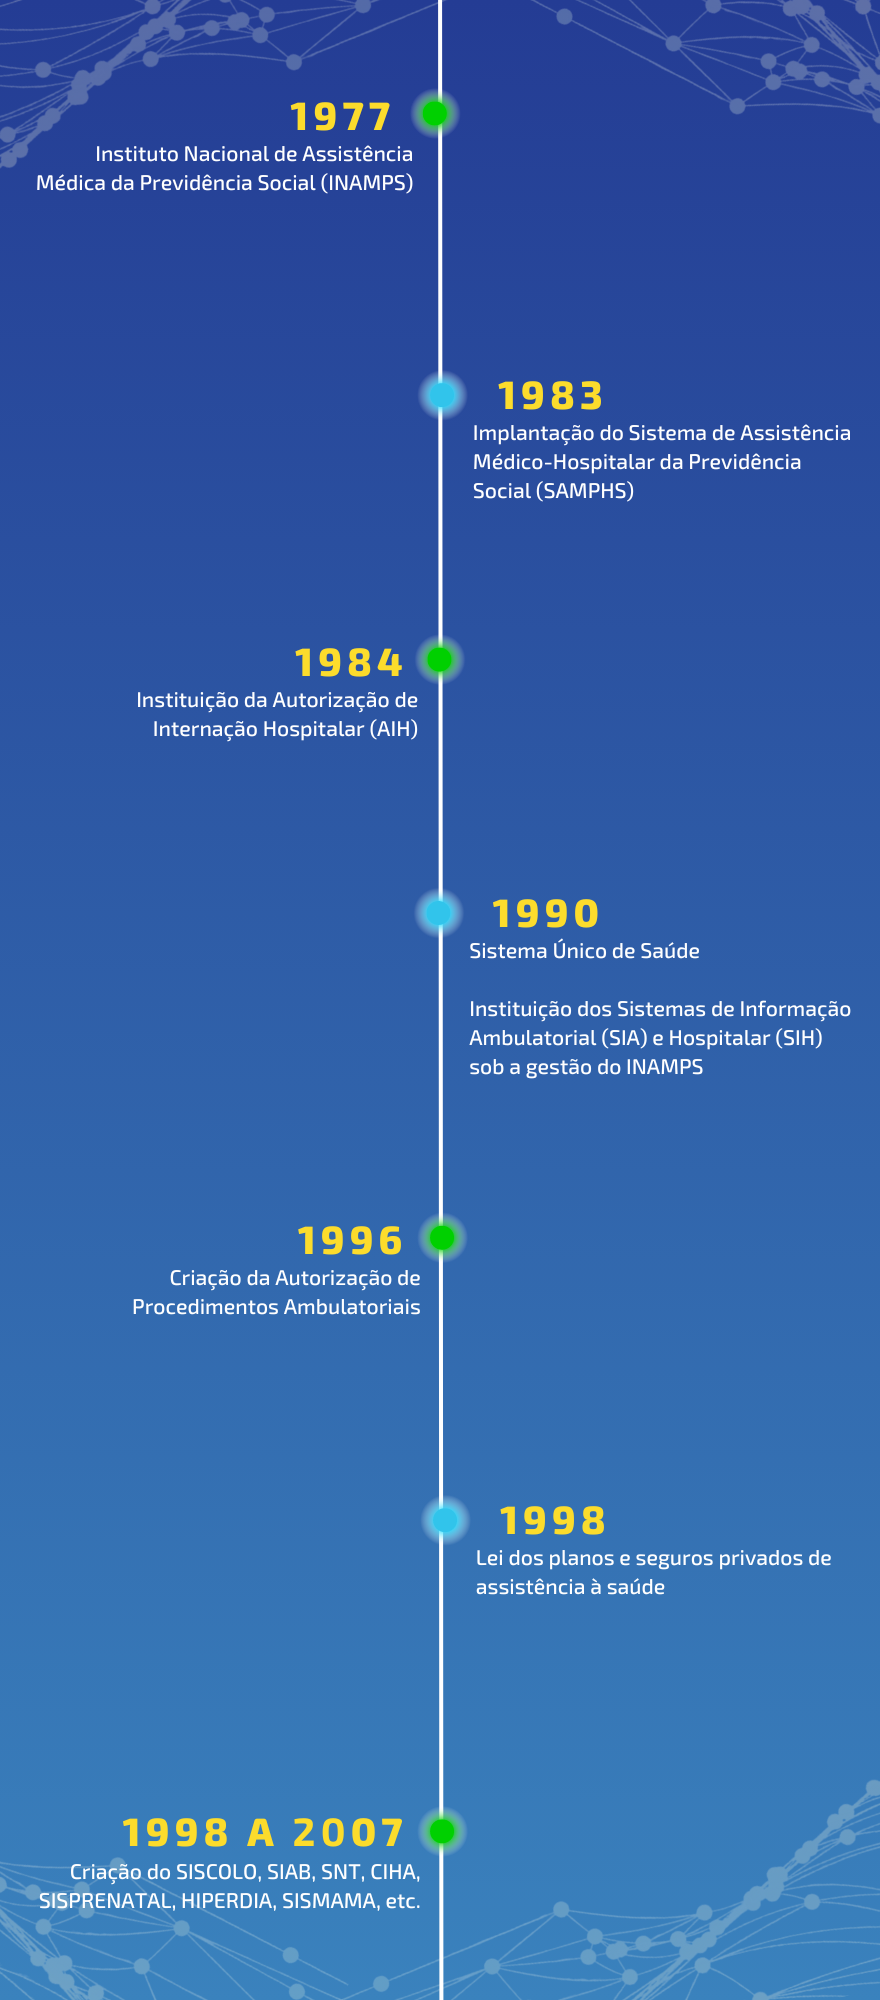 1977
Instituto Nacional de Assistência
Médica da Previdência Social (INAMPS)
1983
Implantação do Sistema de Assistência
Médico-Hospitalar da Previdência
Social (SAMPHS)
1984
Instituição da Autorização de
Internação Hospitalar (AIH)
1990
Sistema Único de Saúde
Instituição dos Sistemas de Informação
Ambulatorial (SIA) e Hospitalar (SIH)
sob a gestão do INAMPS
1996
Criação da Autorização de
Procedimentos Ambulatoriais
1998
Lei dos planos e seguros privados de
assistência à saúde
1998 A 2007
Criação do SISCOLO, SIAB, SNT, CIHA,
SISPRENATAL, HIPERDIA, SISMAMA, etc.